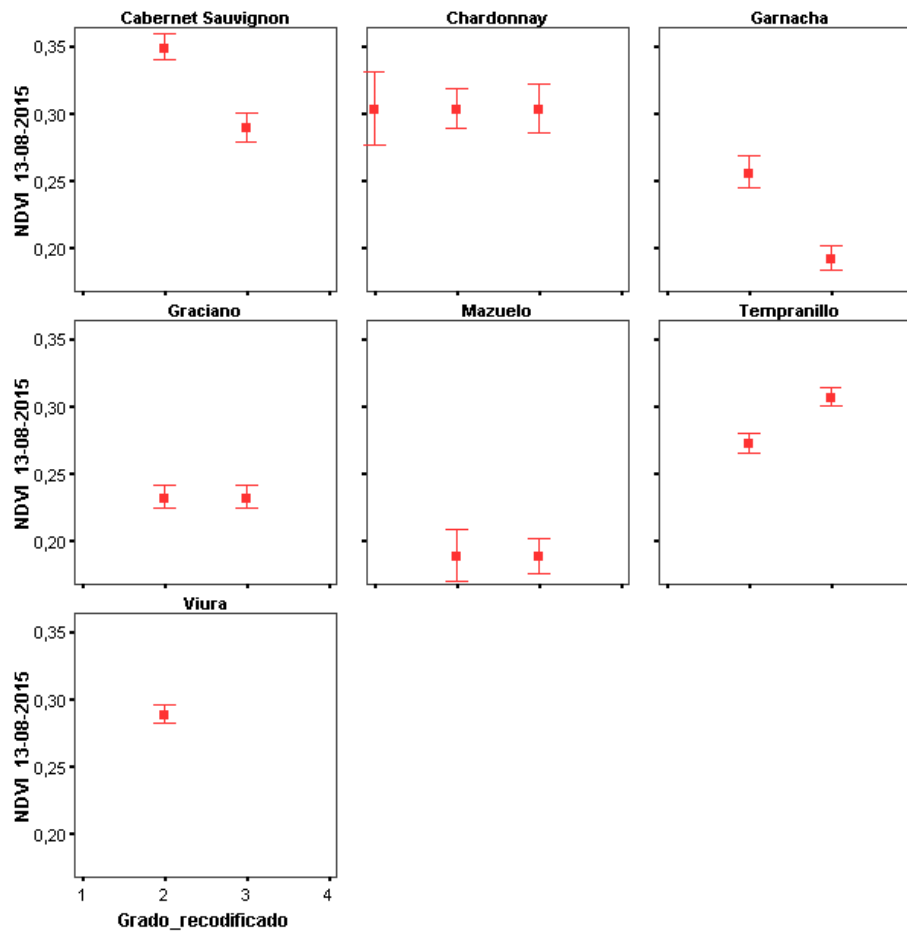 Cabernet Sauvignon Chardonnay Garnacha
0,35
0,30
0,25
0,20
NDVI 13-08-2015
Graciano Mazuelo Tempranillo
0,35
0,30
0,25
0,20
NDVI 13-08-2015
Viura
0,35
0,30
0,25
0,20
NDVI 13-08-2015
1 2 3 4
Grado_recodificado